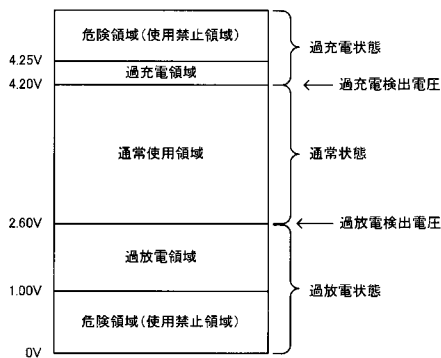 危険領域(使用禁止領域)
過充電状態
4.25V
過充電領域
4.20V
過充電検出電圧
通常使用領域
通常状態
2.60V
過放電検出電圧
過放電領域
1.00V
過放電状態
危険領域(使用禁止領域)
0V